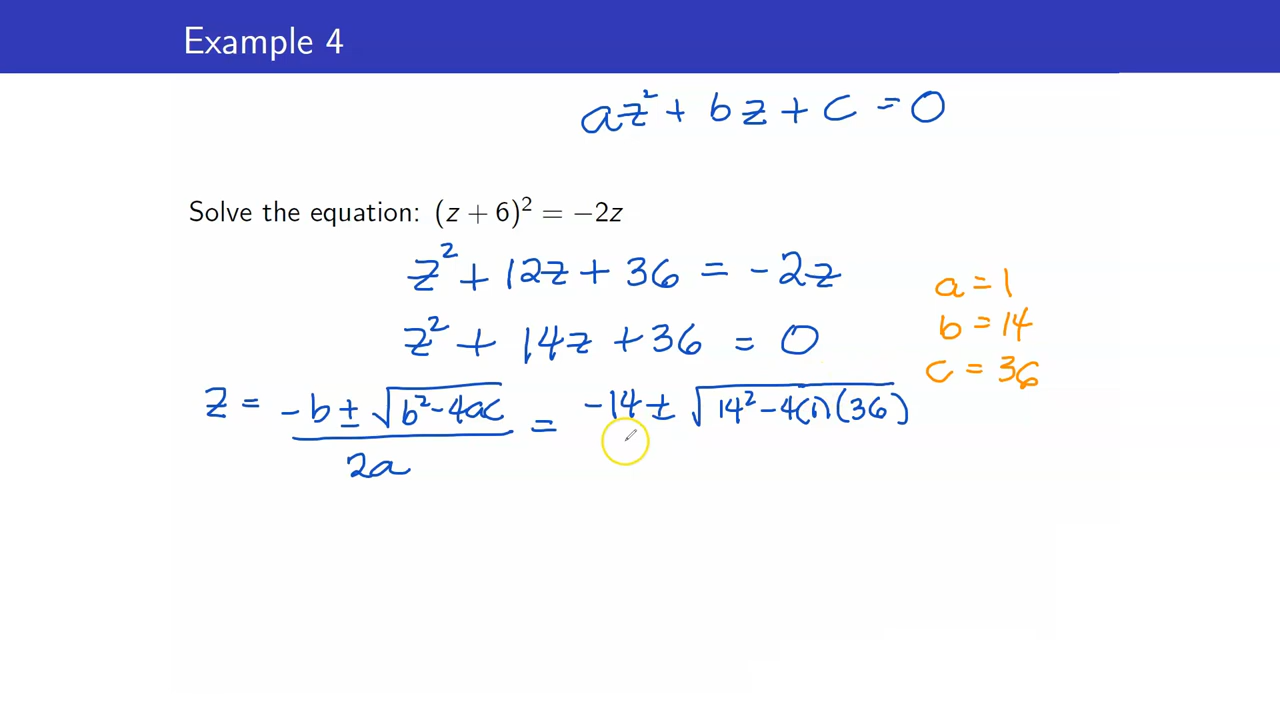 Example 4
az² + bz + c = 0
Solve the equation: (z + 6)² = −2z
z² + 12z + 36 = -2z
a = 1
z² + 14z + 36 = 0
b = 14
c = 36
z = -b ± √(b² - 4ac) / 2a = -14 ± √(14² - 4(1)(36))